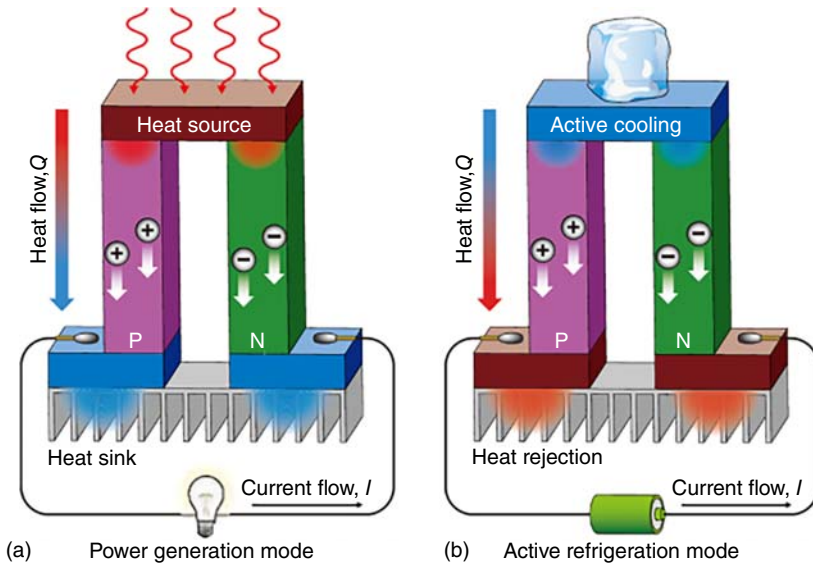 Heat source
Heat flow,Q
+
+
−
−
P
N
Heat sink
Current flow, I
(a) Power generation mode
Active cooling
Heat flow,Q
+
+
−
−
P
N
Heat rejection
Current flow, I
(b) Active refrigeration mode